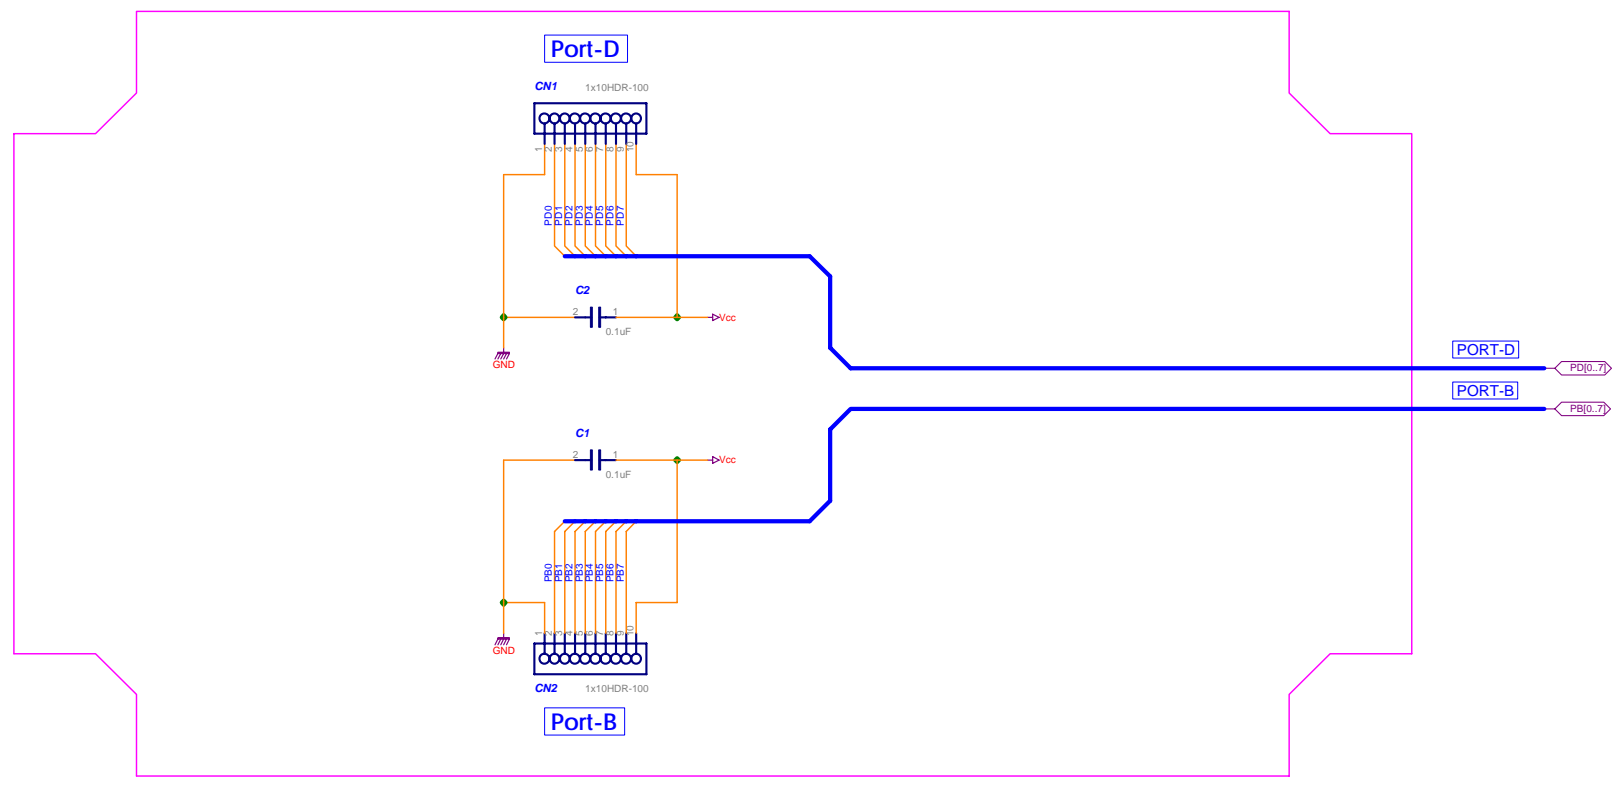 Port-D
CN1 1x10HDR-100
1 2 3 4 5 6 7 8 9 10
PD0 PD1 PD2 PD3 PD4 PD5 PD6 PD7
C2
2 1
0.1uF
Vcc
GND
PORT-D
PD[0..7]
PORT-B
PB[0..7]
C1
2 1
0.1uF
Vcc
PB0 PB1 PB2 PB3 PB4 PB5 PB6 PB7
1 2 3 4 5 6 7 8 9 10
GND
CN2 1x10HDR-100
Port-B